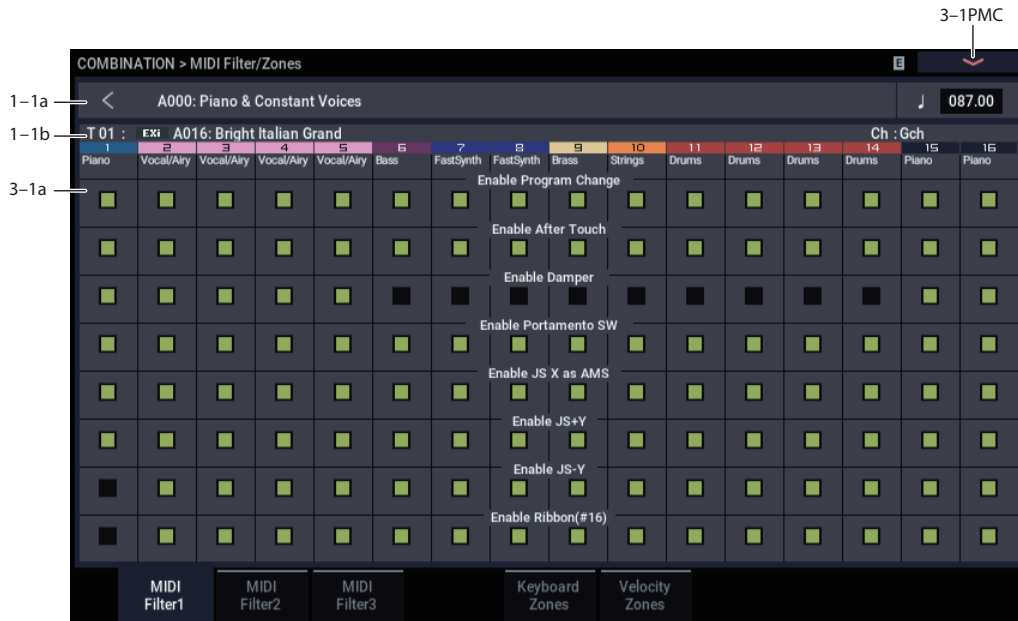 3–1PMC
COMBINATION > MIDI Filter/Zones E
1–1a < A000: Piano & Constant Voices ♩ 087.00
1–1b T 01 : EXi A016: Bright Italian Grand Ch : Gch
1 2 3 4 5 6 7 8 9 10 11 12 13 14 15 16
Piano Vocal/Airy Vocal/Airy Vocal/Airy Vocal/Airy Bass FastSynth FastSynth Brass Strings Drums Drums Drums Drums Piano Piano
3–1a
Enable Program Change
Enable After Touch
Enable Damper
Enable Portamento SW
Enable JS X as AMS
Enable JS+Y
Enable JS-Y
Enable Ribbon(#16)
MIDI Filter1
MIDI Filter2
MIDI Filter3
Keyboard Zones
Velocity Zones